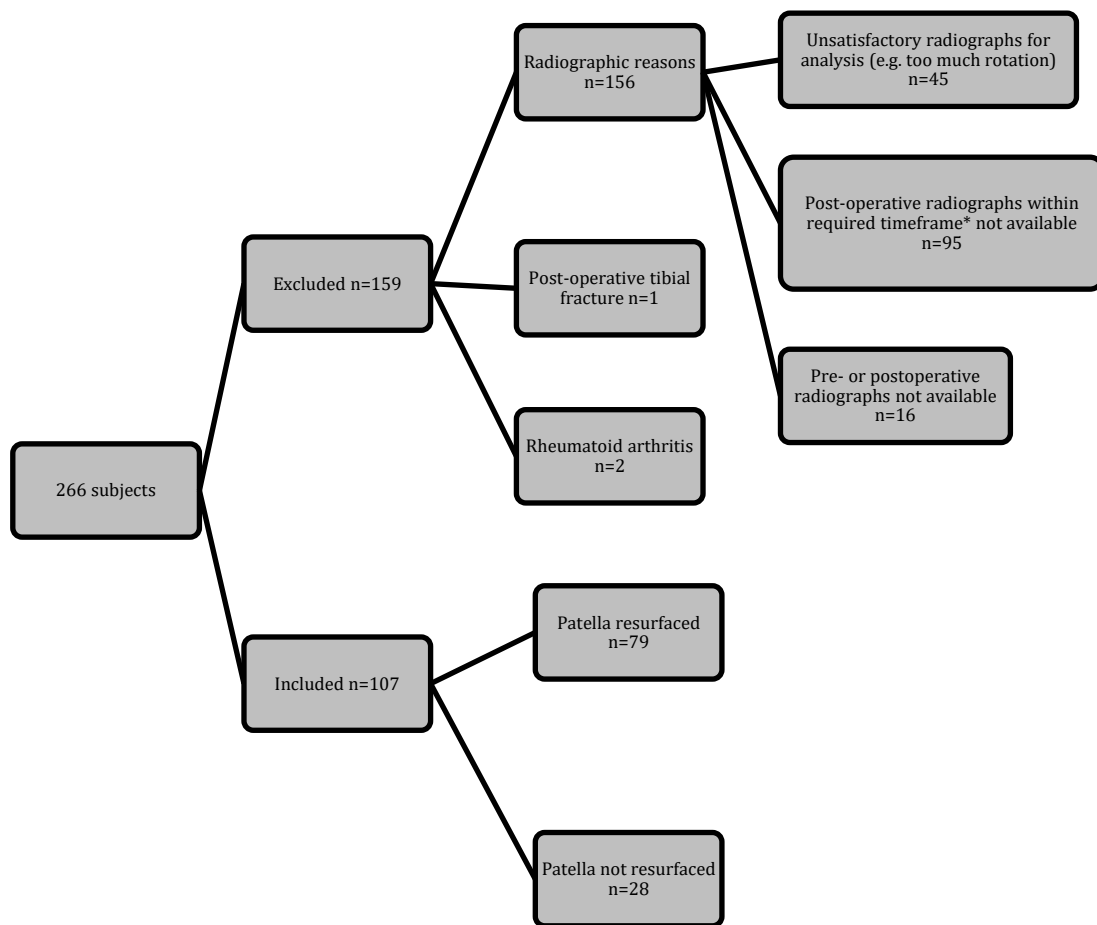 266 subjects
Excluded n=159
Radiographic reasons
n=156
Unsatisfactory radiographs for
analysis (e.g. too much rotation)
n=45
Post-operative radiographs within
required timeframe* not available
n=95
Pre- or postoperative
radiographs not available
n=16
Post-operative tibial
fracture n=1
Rheumatoid arthritis
n=2
Included n=107
Patella resurfaced
n=79
Patella not resurfaced
n=28